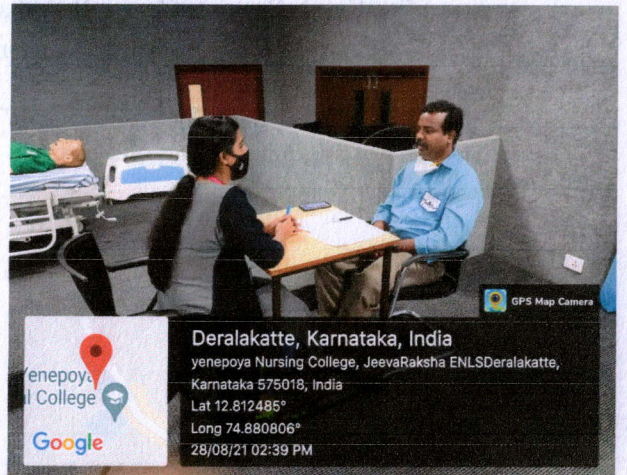 GPS Map Camera
Deralakatte, Karnataka, India
yenepoya Nursing College, JeevaRaksha ENLSDeralakatte,
Karnataka 575018, India
Lat 12.812485°
Long 74.880806°
28/08/21 02:39 PM
enepoya
l College
Google